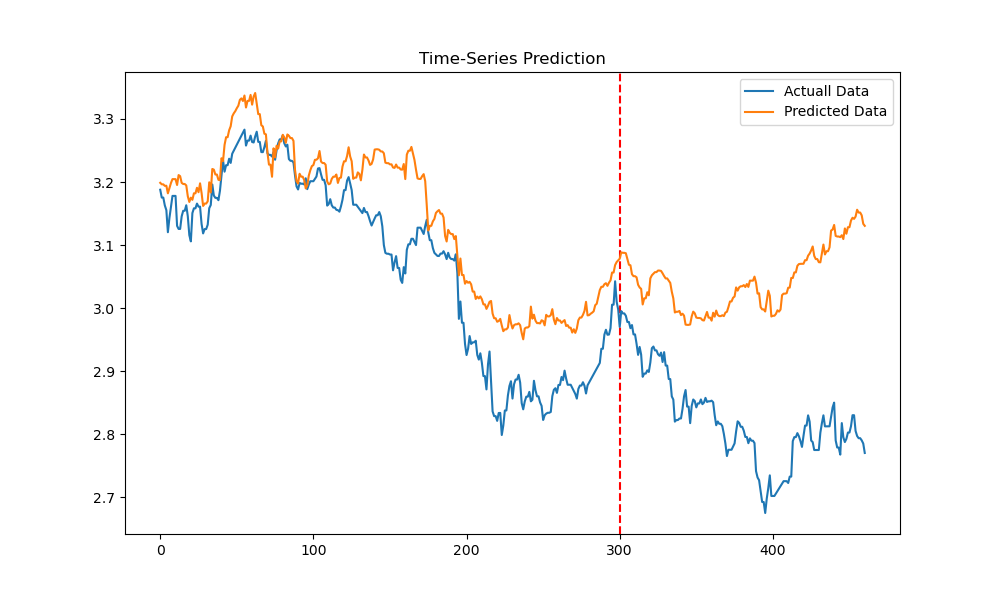 Time-Series Prediction
Actuall Data
Predicted Data
3.3
3.2
3.1
3.0
2.9
2.8
2.7
0 100 200 300 400